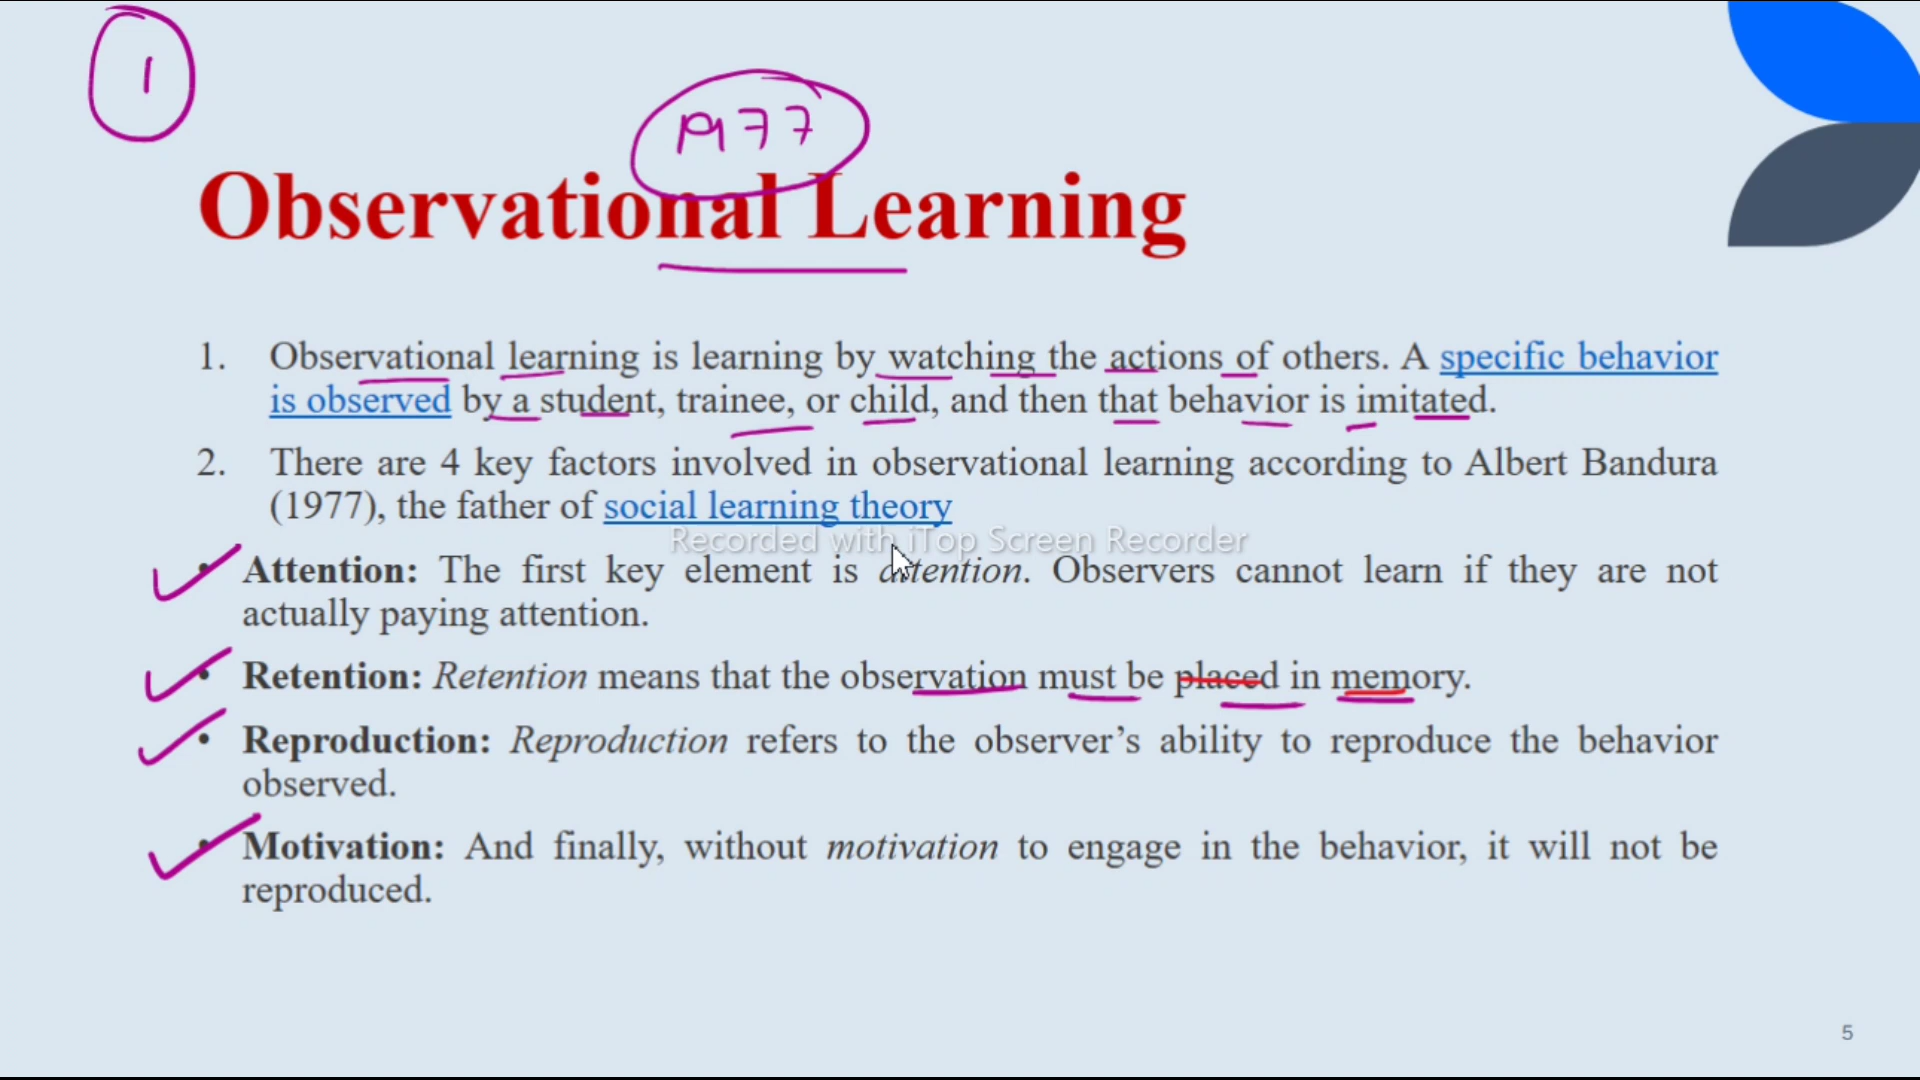 1
1977
Observational Learning
1. Observational learning is learning by watching the actions of others. A specific behavior
is observed by a student, trainee, or child, and then that behavior is imitated.
2. There are 4 key factors involved in observational learning according to Albert Bandura
(1977), the father of social learning theory
Recorded with iTop Screen Recorder
• Attention: The first key element is attention. Observers cannot learn if they are not
actually paying attention.
• Retention: Retention means that the observation must be placed in memory.
• Reproduction: Reproduction refers to the observer’s ability to reproduce the behavior
observed.
• Motivation: And finally, without motivation to engage in the behavior, it will not be
reproduced.
5